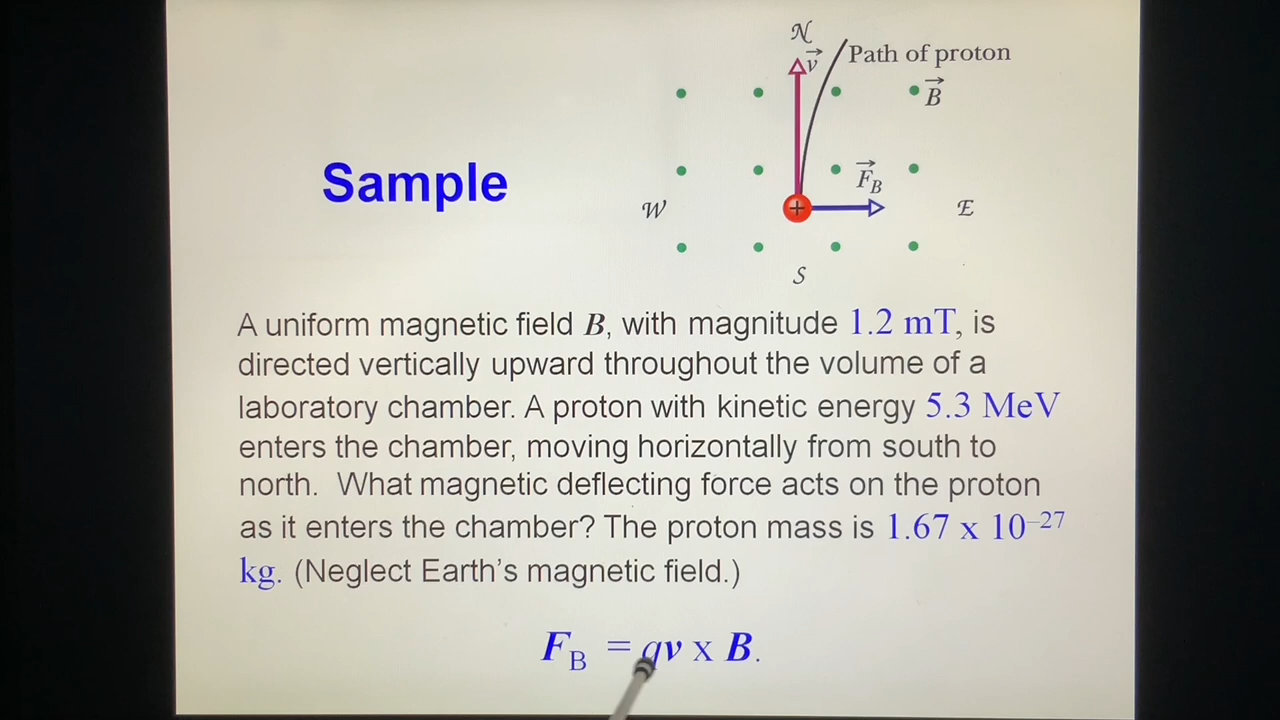 N
v
Path of proton
B
Sample
F_B
W
E
S
A uniform magnetic field B, with magnitude 1.2 mT, is
directed vertically upward throughout the volume of a
laboratory chamber. A proton with kinetic energy 5.3 MeV
enters the chamber, moving horizontally from south to
north. What magnetic deflecting force acts on the proton
as it enters the chamber? The proton mass is 1.67 x 10⁻²⁷
kg. (Neglect Earth's magnetic field.)
F_B = qv x B.